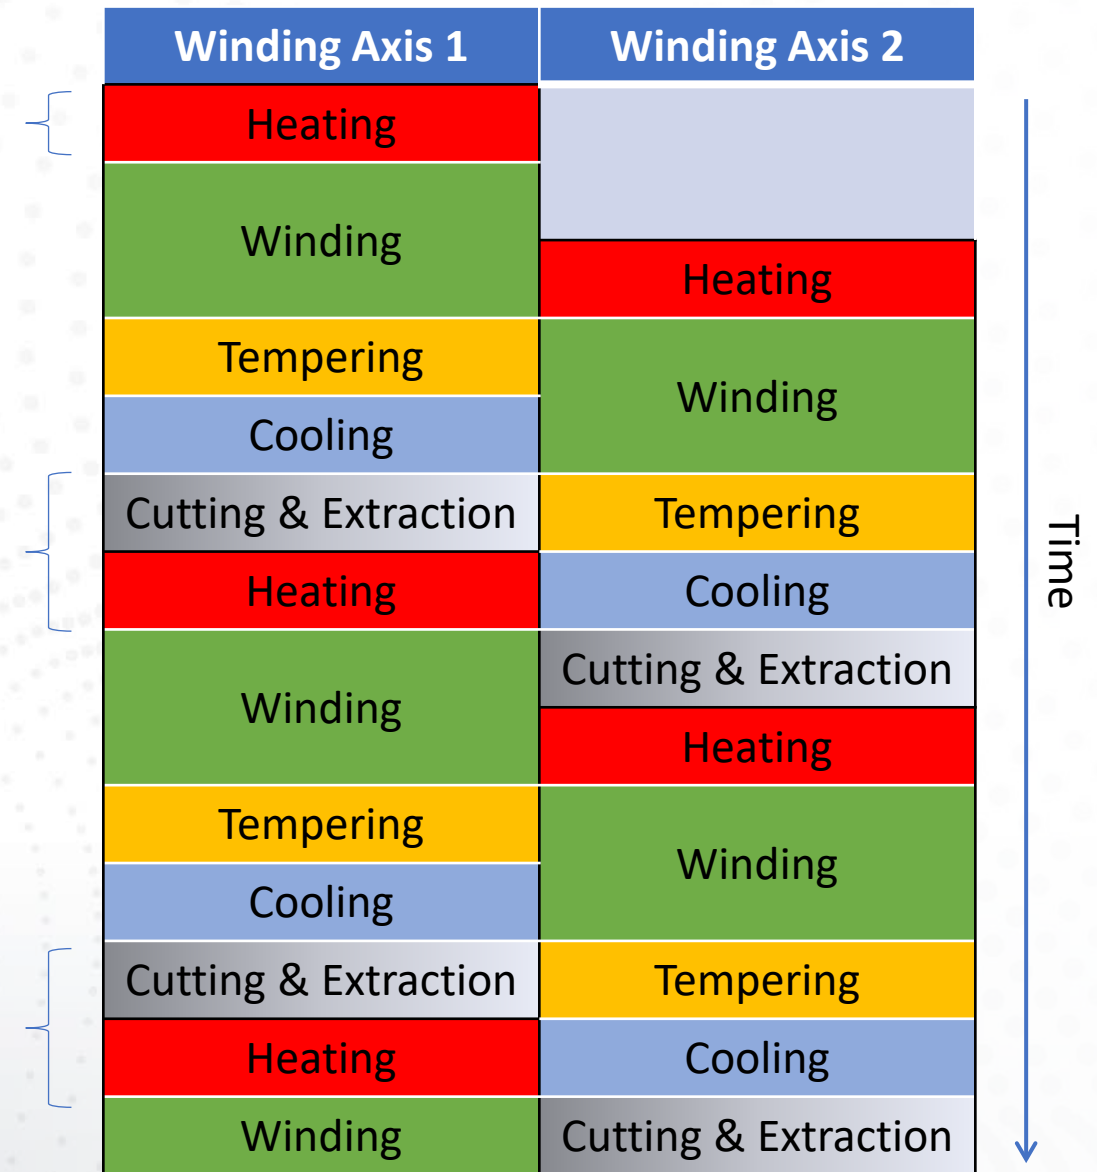 Winding Axis 1
Winding Axis 2
Heating
Winding
Heating
Tempering
Winding
Cooling
Cutting & Extraction
Tempering
Heating
Cooling
Cutting & Extraction
Winding
Heating
Tempering
Winding
Cooling
Cutting & Extraction
Tempering
Heating
Cooling
Winding
Cutting & Extraction
Time